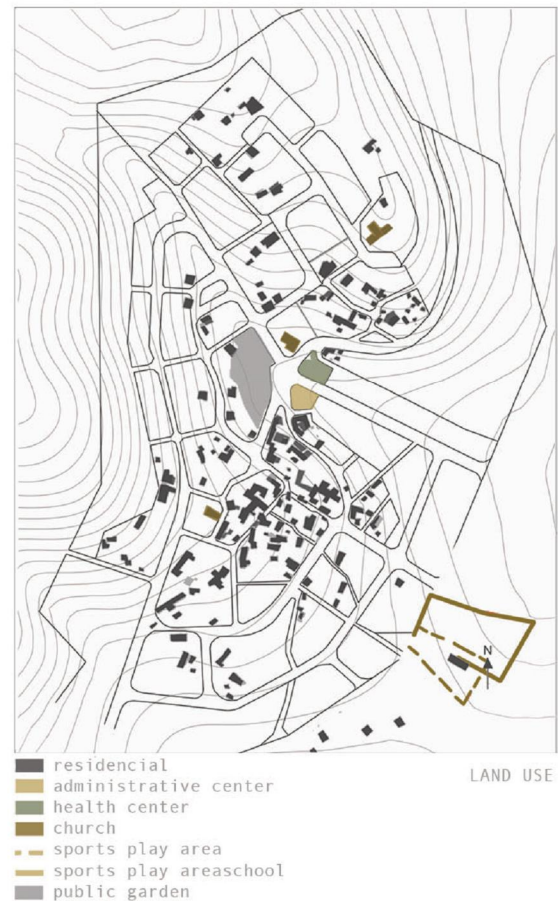 N
residencial
LAND USE
administrative center
health center
church
sports play area
sports play areaschool
public garden